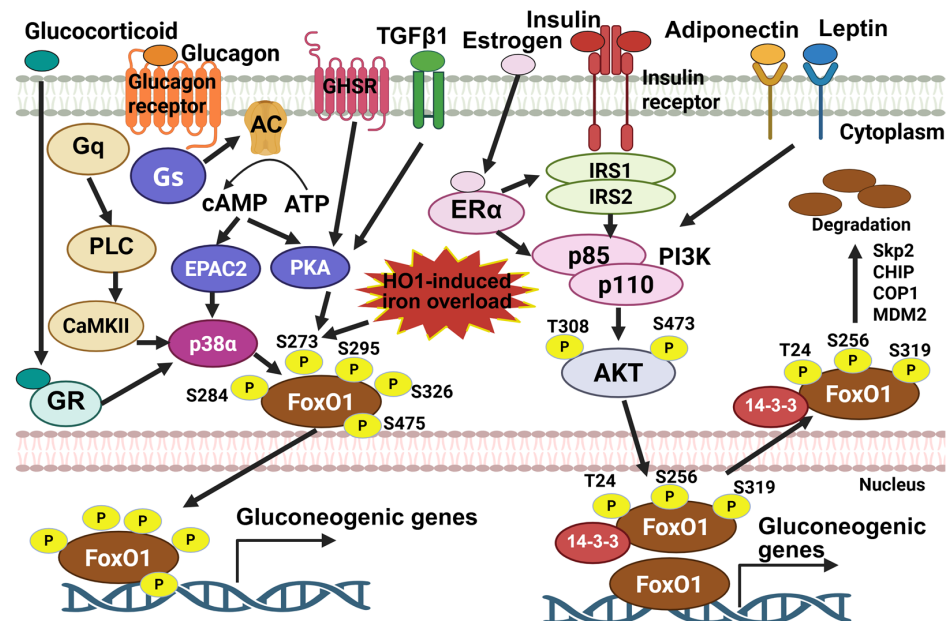 Glucocorticoid
Glucagon
Glucagon
receptor
AC
GHSR
TGFβ1
Estrogen
Insulin
Insulin
receptor
Adiponectin
Leptin
Cytoplasm
Gq
Gs
cAMP
ATP
PLC
EPAC2
PKA
CaMKII
p38α
GR
HO1-induced
iron overload
S273
S295
S284
S326
S475
P
P
P
P
P
FoxO1
ERα
IRS1
IRS2
p85
p110
PI3K
T308
S473
P
P
AKT
Degradation
Skp2
CHIP
COP1
MDM2
T24
S256
S319
P
P
P
14-3-3
FoxO1
Nucleus
P
P
P
P
P
FoxO1
Gluconeogenic genes
T24
S256
S319
P
P
P
14-3-3
FoxO1
FoxO1
Gluconeogenic
genes